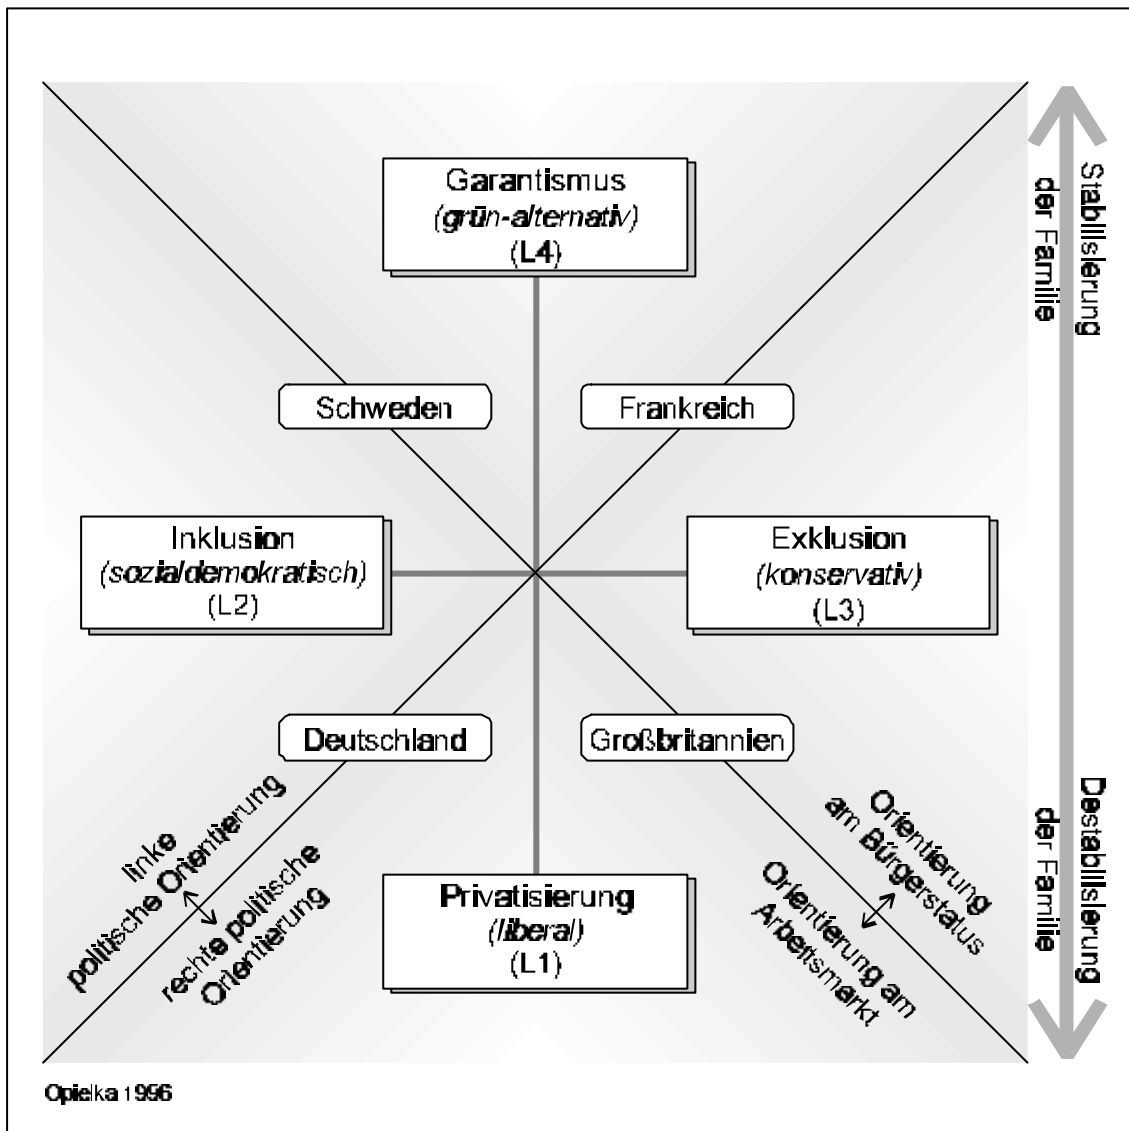 Garantismus
(grün-alternativ)
(L4)
Stabilisierung
der Familie
Schweden
Frankreich
Inklusion
(sozialdemokratisch)
(L2)
Exklusion
(konservativ)
(L3)
Deutschland
Großbritannien
linke
politische Orientierung
rechte politische
Orientierung
Privatisierung
(liberal)
(L1)
Orientierung
am Bürgerstatus
Orientierung am
Arbeitsmarkt
Destabilisierung
der Familie
Opielka 1996